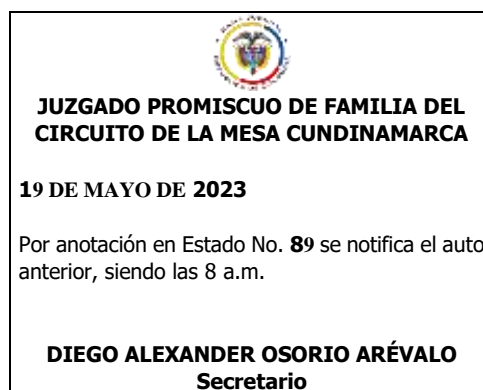 JUZGADO PROMISCUO DE FAMILIA DEL
CIRCUITO DE LA MESA CUNDINAMARCA
19 DE MAYO DE 2023
Por anotación en Estado No. 89 se notifica el auto
anterior, siendo las 8 a.m.
DIEGO ALEXANDER OSORIO ARÉVALO
Secretario